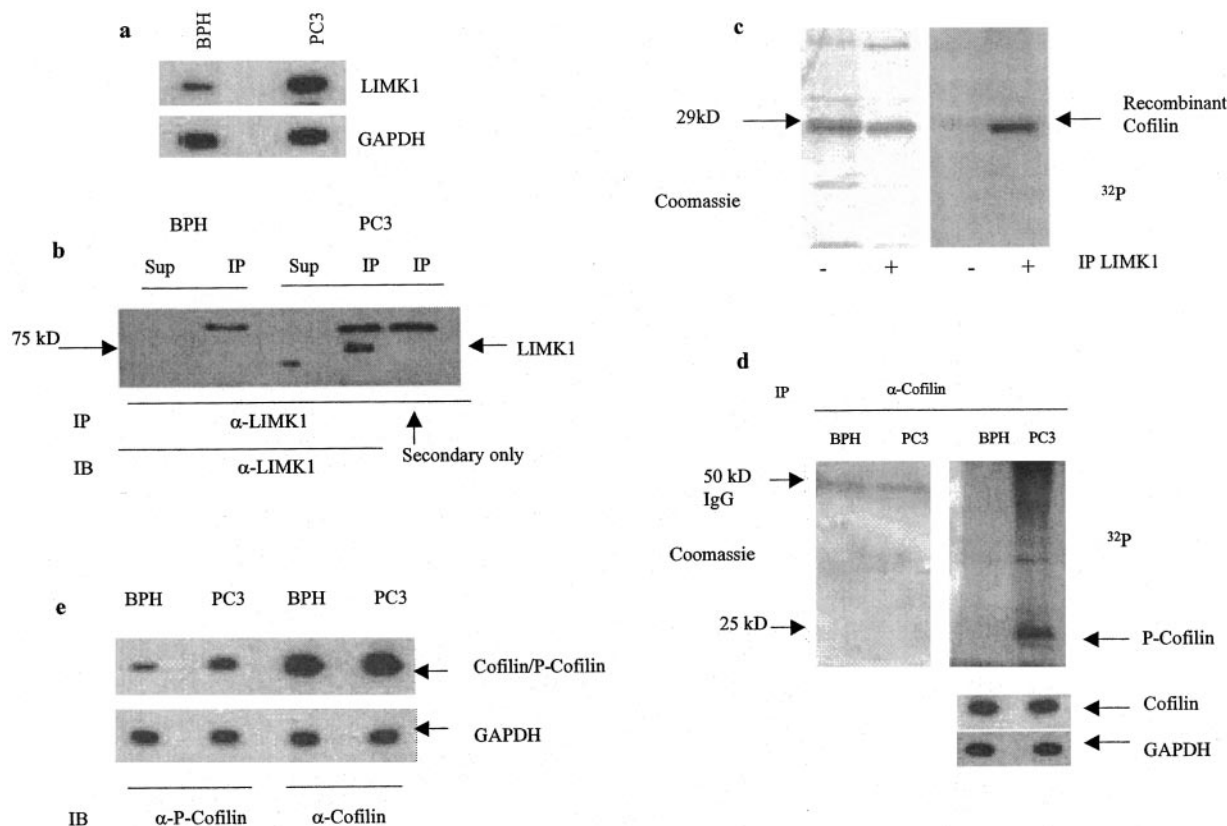 a
BPH
PC3
LIMK1
GAPDH
b
BPH PC3
Sup IP Sup IP IP
75 kD
LIMK1
IP α-LIMK1
Secondary only
IB α-LIMK1
c
29kD
Recombinant
Cofilin
Coomassie
32P
- + - + IP LIMK1
d
IP α-Cofilin
BPH PC3 BPH PC3
50 kD
IgG
32P
Coomassie
25 kD
P-Cofilin
Cofilin
GAPDH
e
BPH PC3 BPH PC3
Cofilin/P-Cofilin
GAPDH
IB α-P-Cofilin α-Cofilin